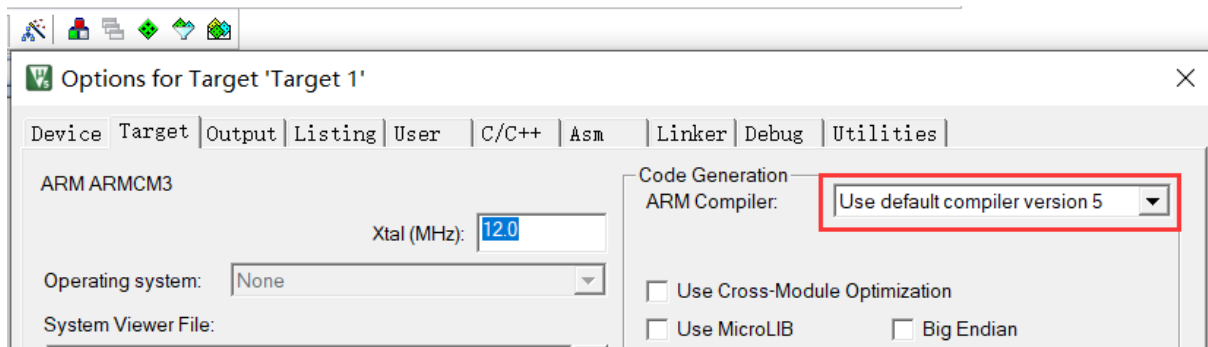 Options for Target 'Target 1'
Device Target Output Listing User C/C++ Asm Linker Debug Utilities
ARM ARMCM3
Xtal (MHz): 12.0
Operating system: None
System Viewer File:
Code Generation
ARM Compiler: Use default compiler version 5
Use Cross-Module Optimization
Use MicroLIB Big Endian